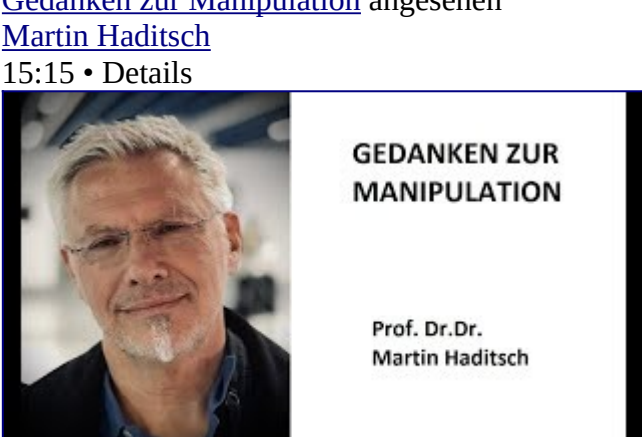 Gedanken zur Manipulation angesehen
Martin Haditsch
15:15 • Details
GEDANKEN ZUR
MANIPULATION
Prof. Dr.Dr.
Martin Haditsch